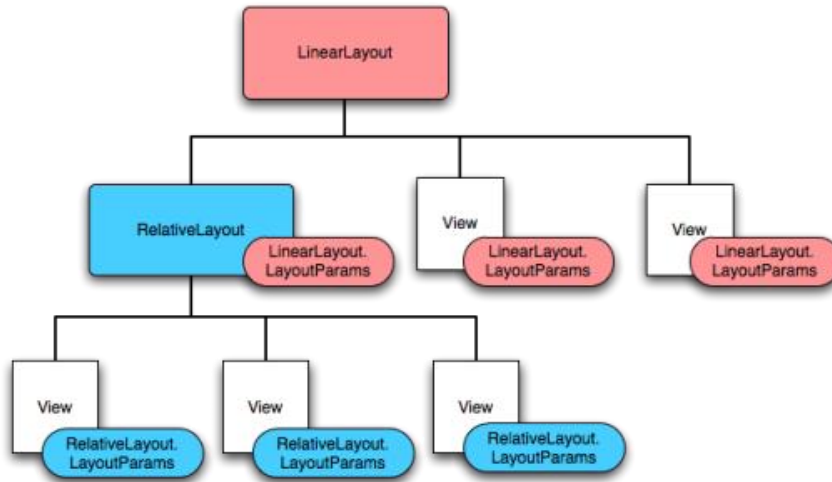 LinearLayout
RelativeLayout
LinearLayout.
LayoutParams
View
LinearLayout.
LayoutParams
View
LinearLayout.
LayoutParams
View
RelativeLayout.
LayoutParams
View
RelativeLayout.
LayoutParams
View
RelativeLayout.
LayoutParams